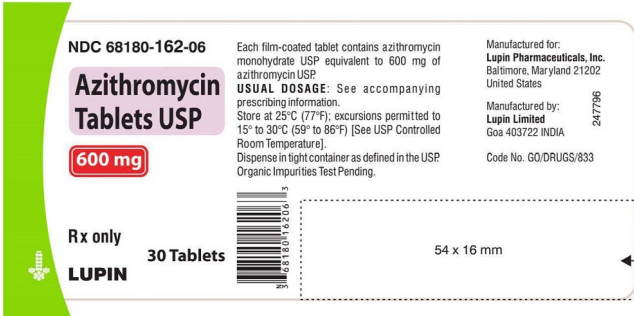 NDC 68180-162-06
Azithromycin
Tablets USP
600 mg
Rx only
30 Tablets
LUPIN
Each film-coated tablet contains azithromycin
monohydrate USP equivalent to 600 mg of
azithromycin USP.
USUAL DOSAGE: See accompanying
prescribing information.
Store at 25°C (77°F); excursions permitted to
15° to 30°C (59° to 86°F) [See USP Controlled
Room Temperature].
Dispense in tight container as defined in the USP.
Organic Impurities Test Pending.
N
3 68180 16206 3
Manufactured for:
Lupin Pharmaceuticals, Inc.
Baltimore, Maryland 21202
United States
Manufactured by:
Lupin Limited
Goa 403722 INDIA
Code No. GO/DRUGS/833
247796
54 x 16 mm